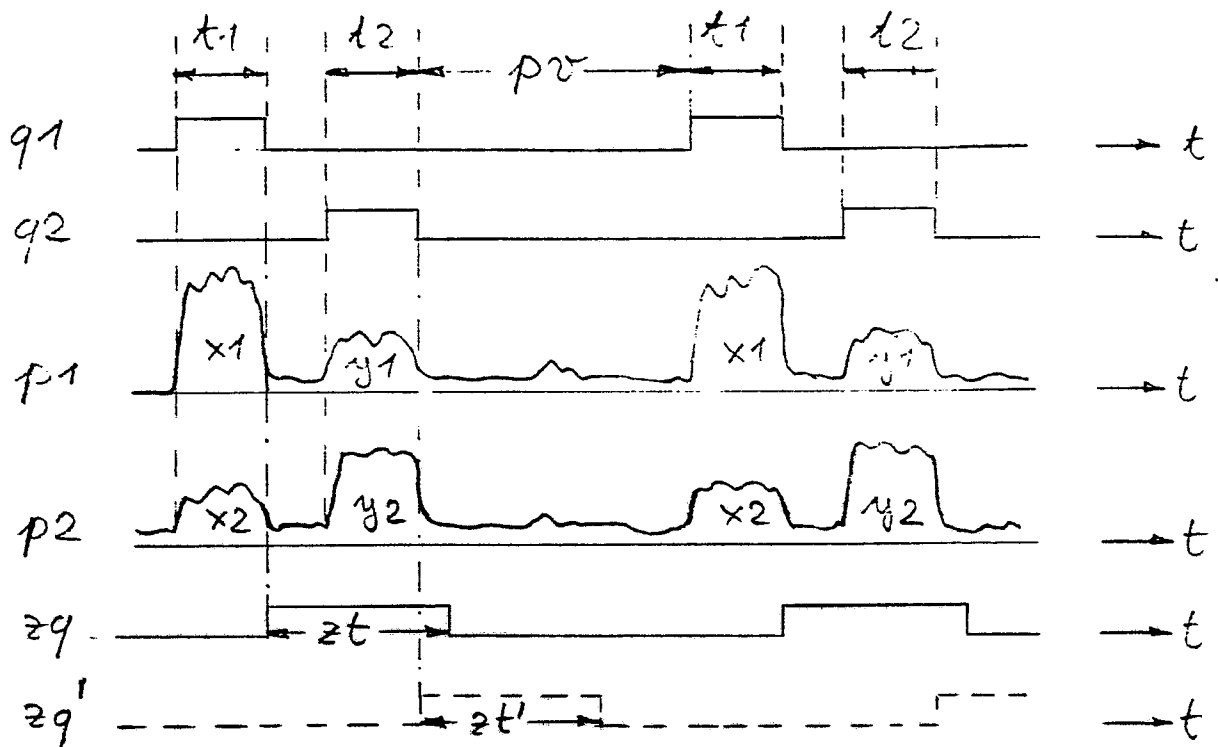 t1 t2 pv t1 t2
q1 t
q2 t
p1 x1 y1 x1 y1 t
p2 x2 y2 x2 y2 t
zq zt t
zq' zt' t